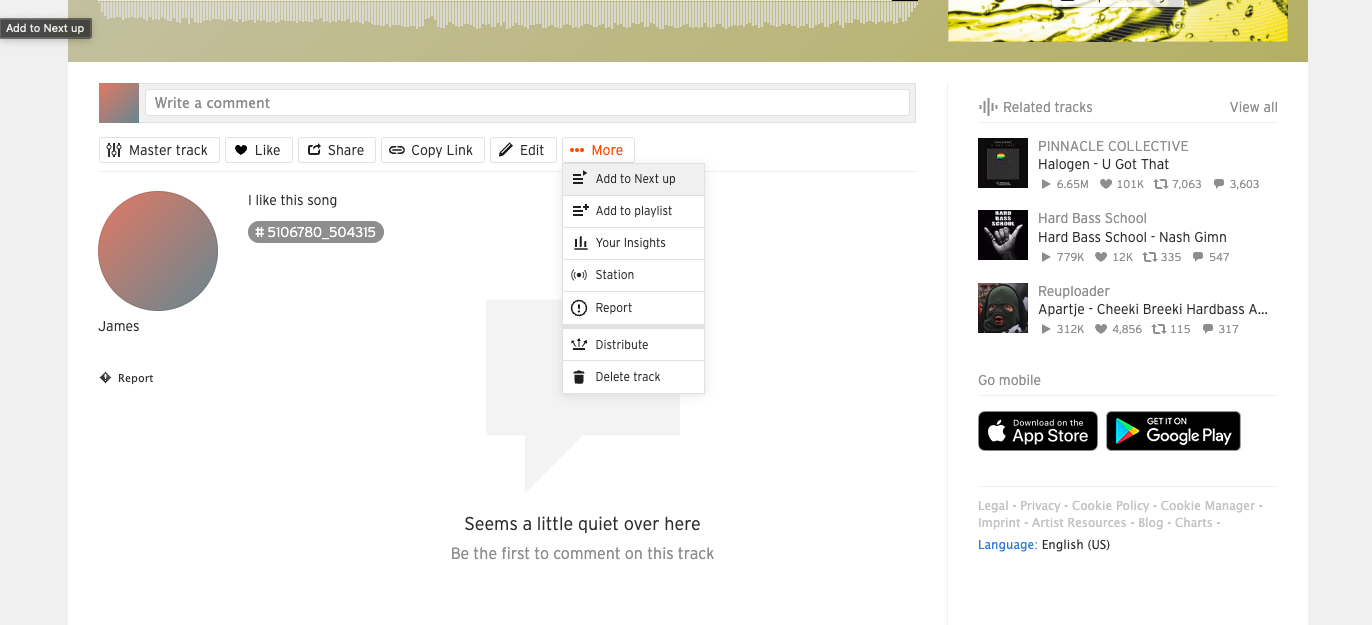 Add to Next up
Write a comment
Master track
Like
Share
Copy Link
Edit
More
Add to Next up
Add to playlist
Your Insights
Station
Report
Distribute
Delete track
I like this song
# 5106780_504315
James
Report
Seems a little quiet over here
Be the first to comment on this track
Related tracks
View all
PINNACLE COLLECTIVE
Halogen - U Got That
6.65M 101K 7,063 3,603
HARD
BASS
SCHOOL
Hard Bass School
Hard Bass School - Nash Gimn
779K 12K 335 547
Reuploader
Apartje - Cheeki Breeki Hardbass A...
312K 4,856 115 317
Go mobile
Download on the
App Store
GET IT ON
Google Play
Legal - Privacy - Cookie Policy - Cookie Manager -
Imprint - Artist Resources - Blog - Charts -
Language: English (US)